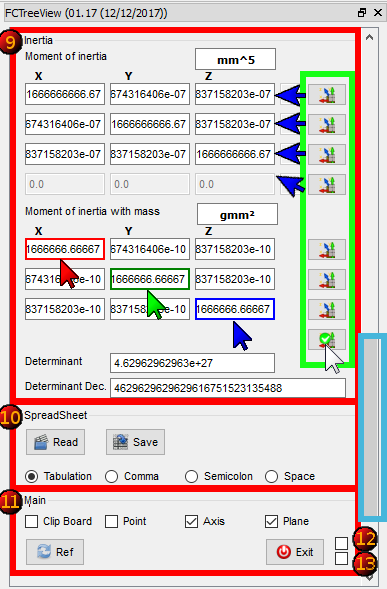 FCTreeView (01.17 (12/12/2017))
9 Inertia
Moment of inertia mm^5
X Y Z
1666666666.67 674316406e-07 837158203e-07
674316406e-07 1666666666.67 837158203e-07
837158203e-07 837158203e-07 1666666666.67
0.0 0.0 0.0
Moment of inertia with mass gmm²
X Y Z
1666666.66667 674316406e-10 837158203e-10
674316406e-10 1666666.66667 837158203e-10
837158203e-10 837158203e-10 1666666.66667
Determinant 4.62962962963e+27
Determinant Dec. 4629629629629616751523135488
10 SpreadSheet
Read Save
Tabulation Comma Semicolon Space
11 Main
Clip Board Point Axis Plane
12
Ref Exit
13